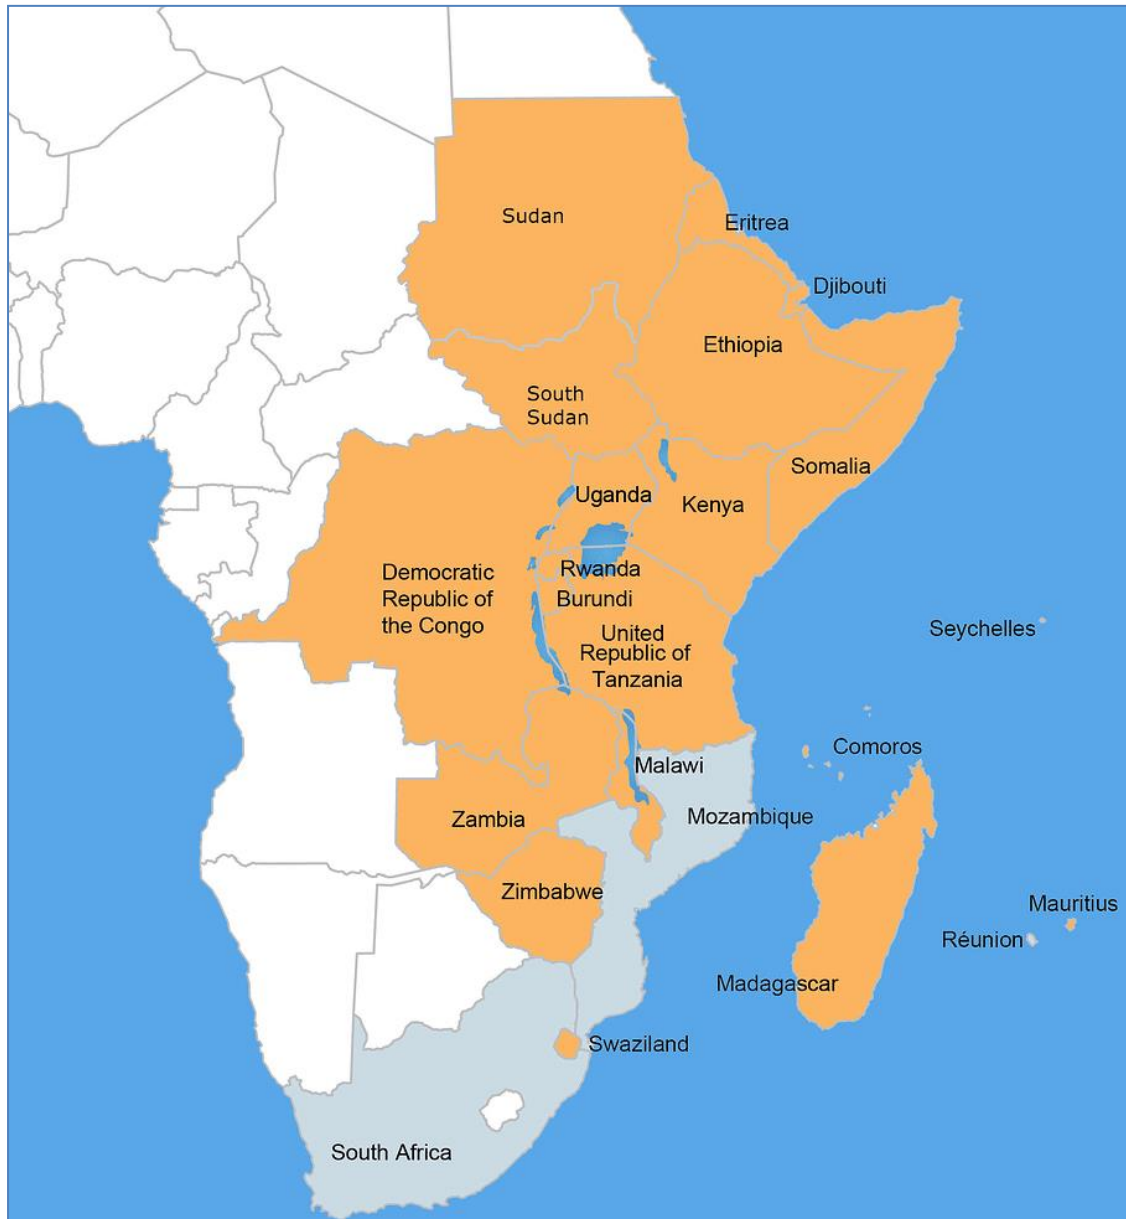 Sudan
Eritrea
Djibouti
Ethiopia
South
Sudan
Somalia
Uganda
Kenya
Rwanda
Democratic
Republic of
the Congo
Burundi
United
Republic of
Tanzania
Seychelles
Comoros
Malawi
Mozambique
Zambia
Zimbabwe
Mauritius
Réunion
Madagascar
Swaziland
South Africa